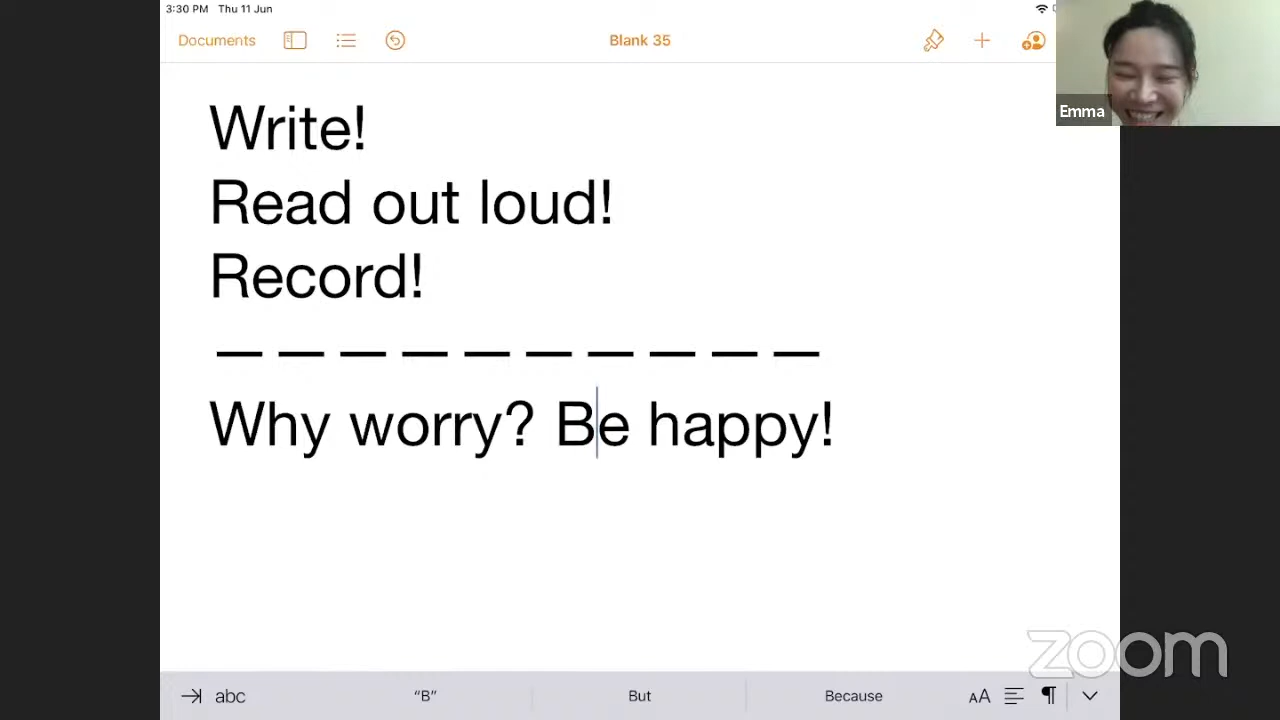 3:30 PM Thu 11 Jun
Documents
Blank 35
Emma
Write!
Read out loud!
Record!
— — — — — — — — — —
Why worry? Be happy!
zoom
abc
“B”
But
Because
AA